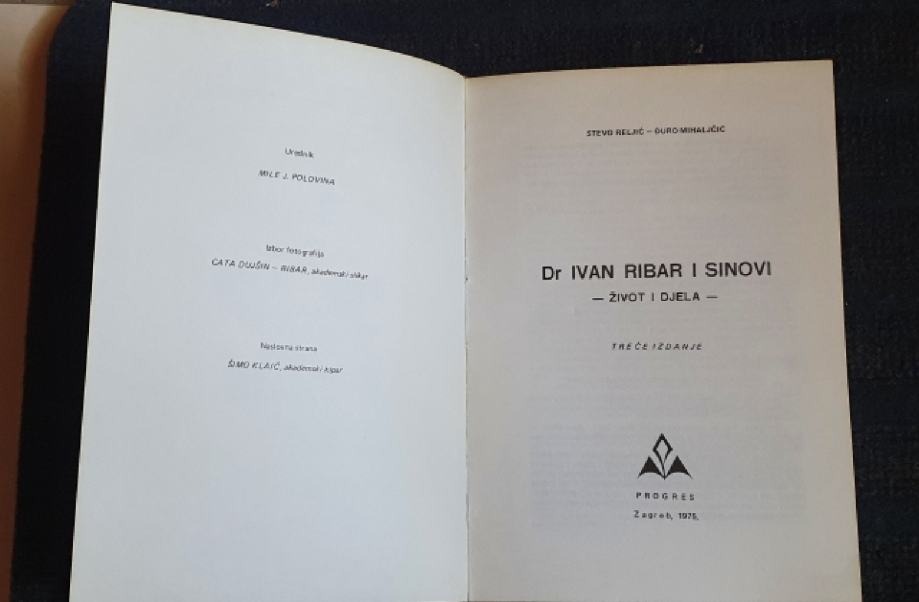 Urednik
MILE J. POLOVINA
Izbor fotografija
CATA DUJŠIN – RIBAR, akademski slikar
Naslovna strana
ŠIMO KLAIĆ, akademski kipar
STEVO RELJIĆ – ĐURO MIHALJČIĆ
Dr IVAN RIBAR I SINOVI
— ŽIVOT I DJELA —
TREĆE IZDANJE
PROGRES
Zagreb, 1975.